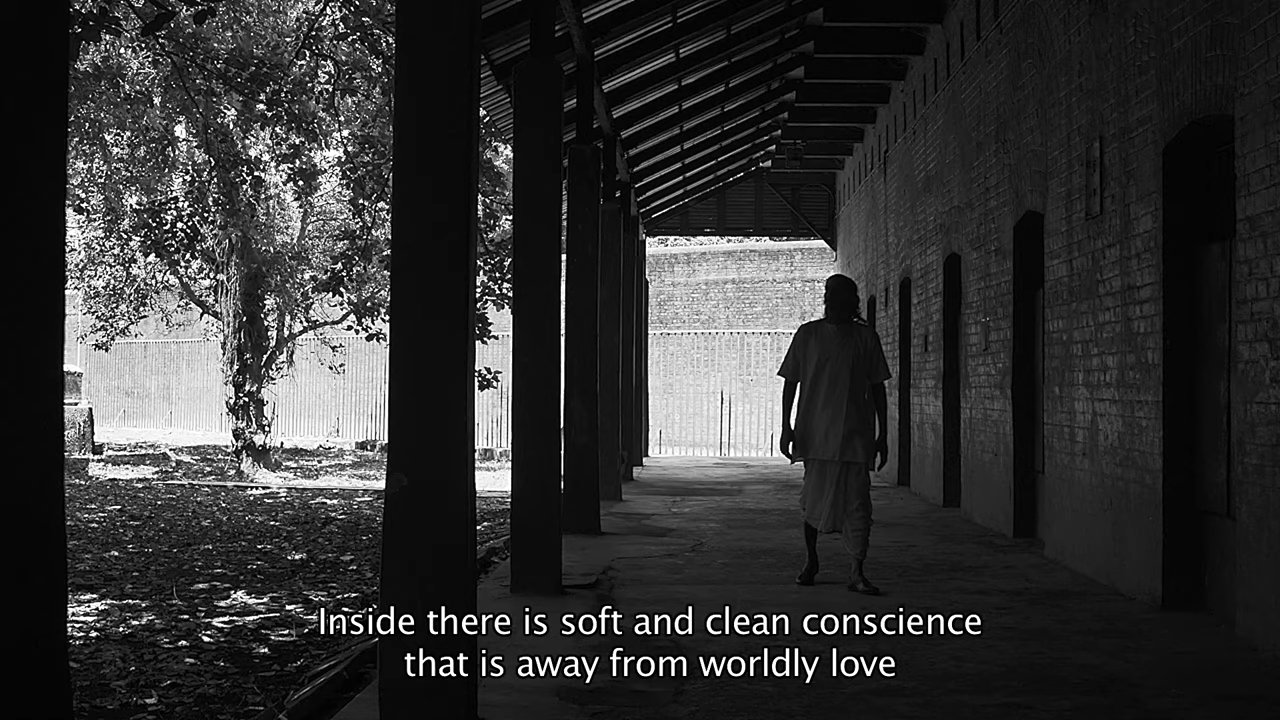 Inside there is soft and clean conscience
that is away from worldly love